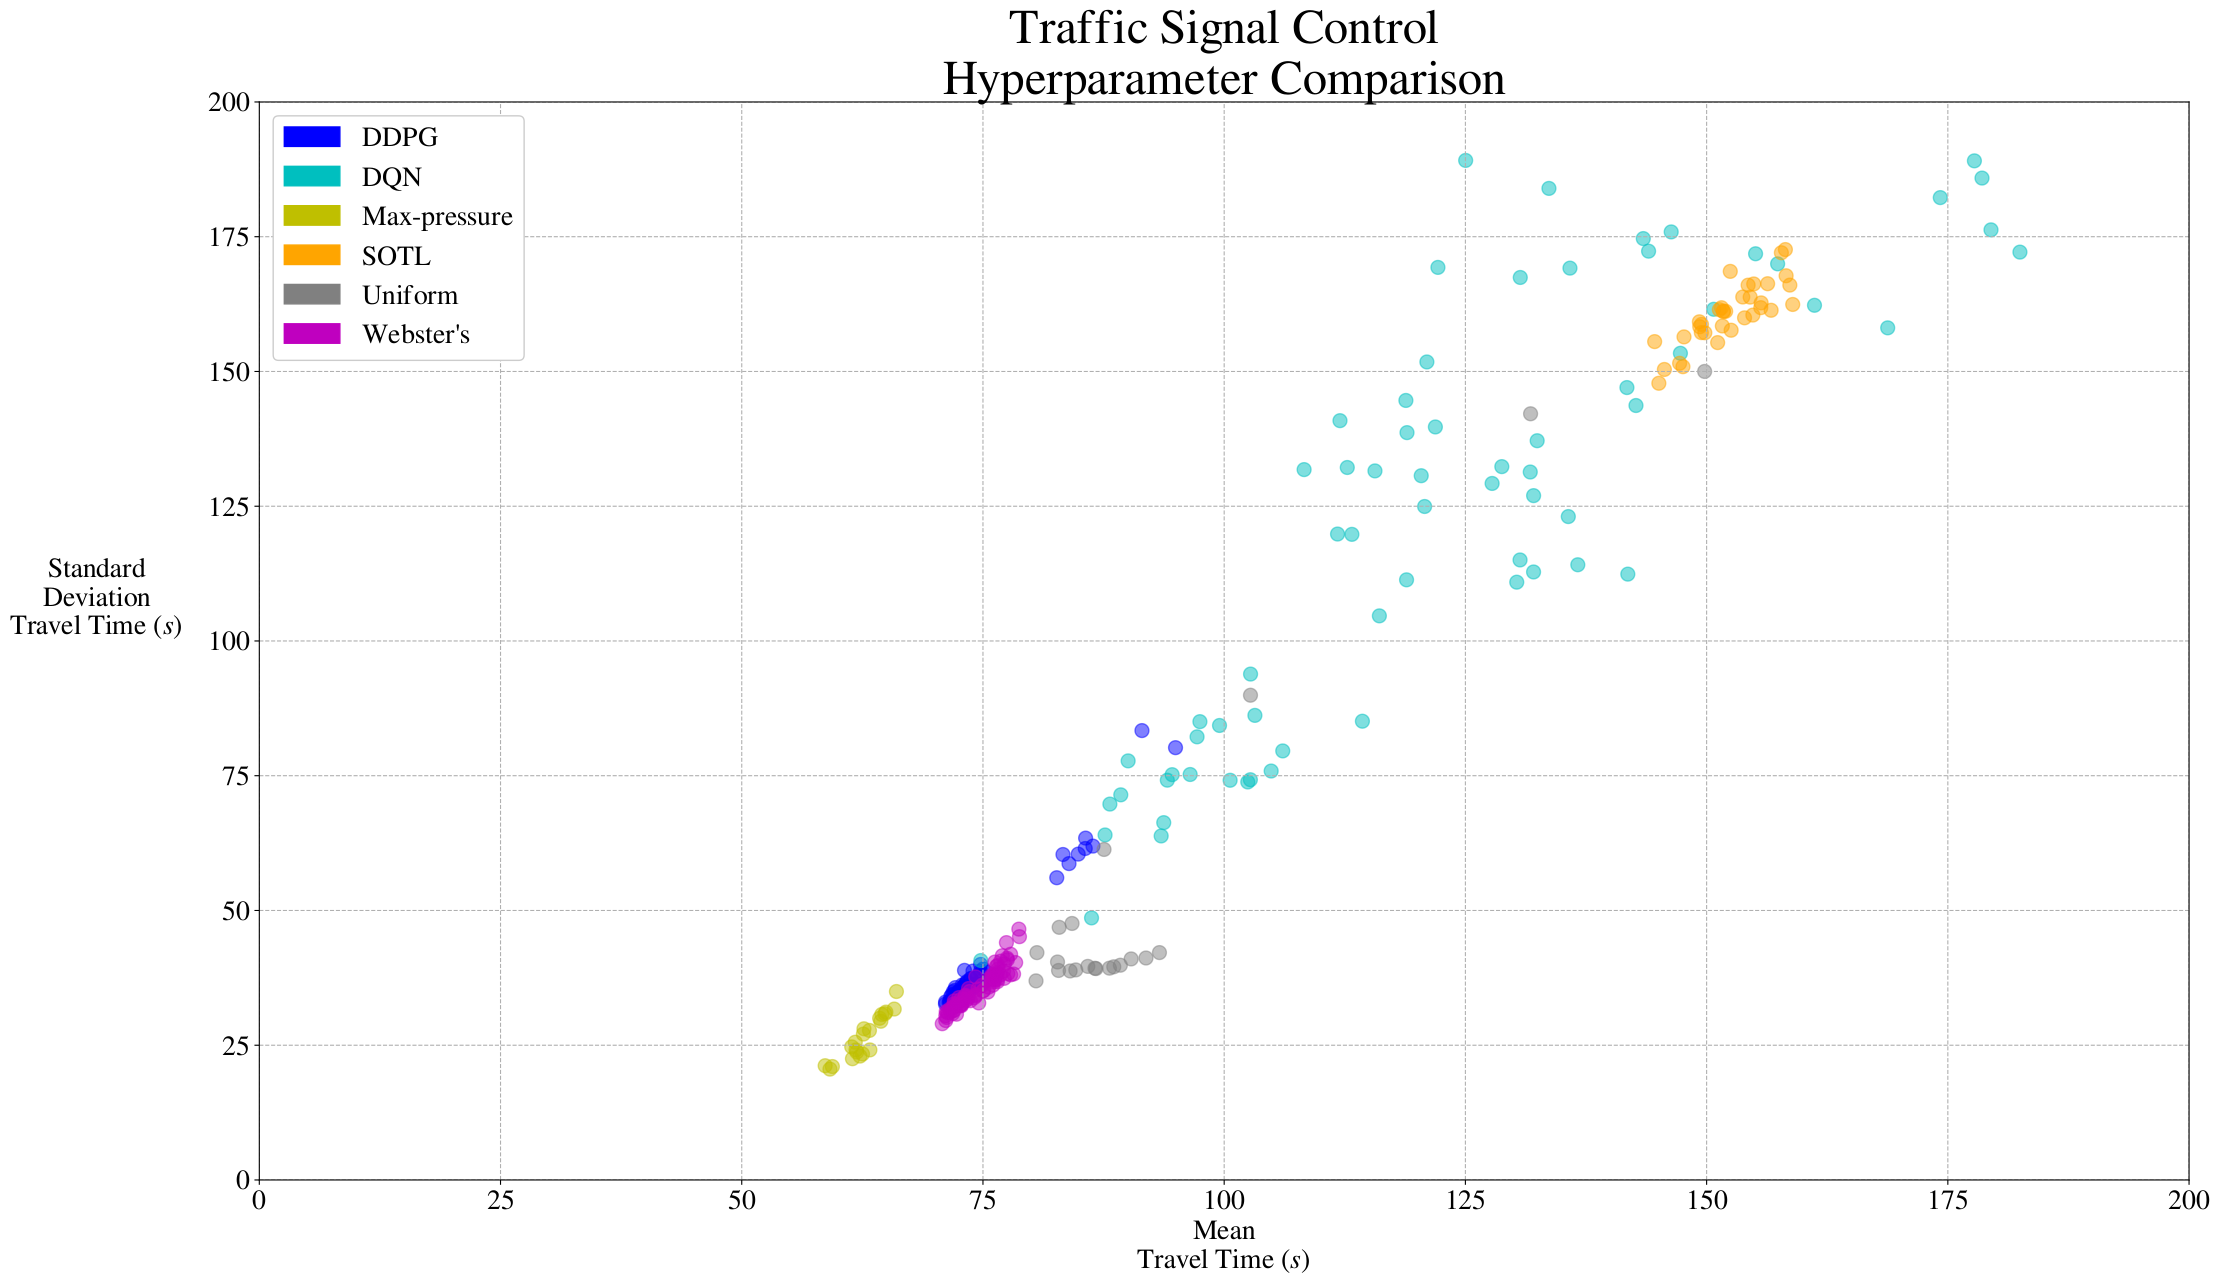 Traffic Signal Control
Hyperparameter Comparison
200
175
150
125
100
75
50
25
0
DDPG
DQN
Max-pressure
SOTL
Uniform
Webster's
Standard
Deviation
Travel Time (s)
0 25 50 75 100 125 150 175 200
Mean
Travel Time (s)